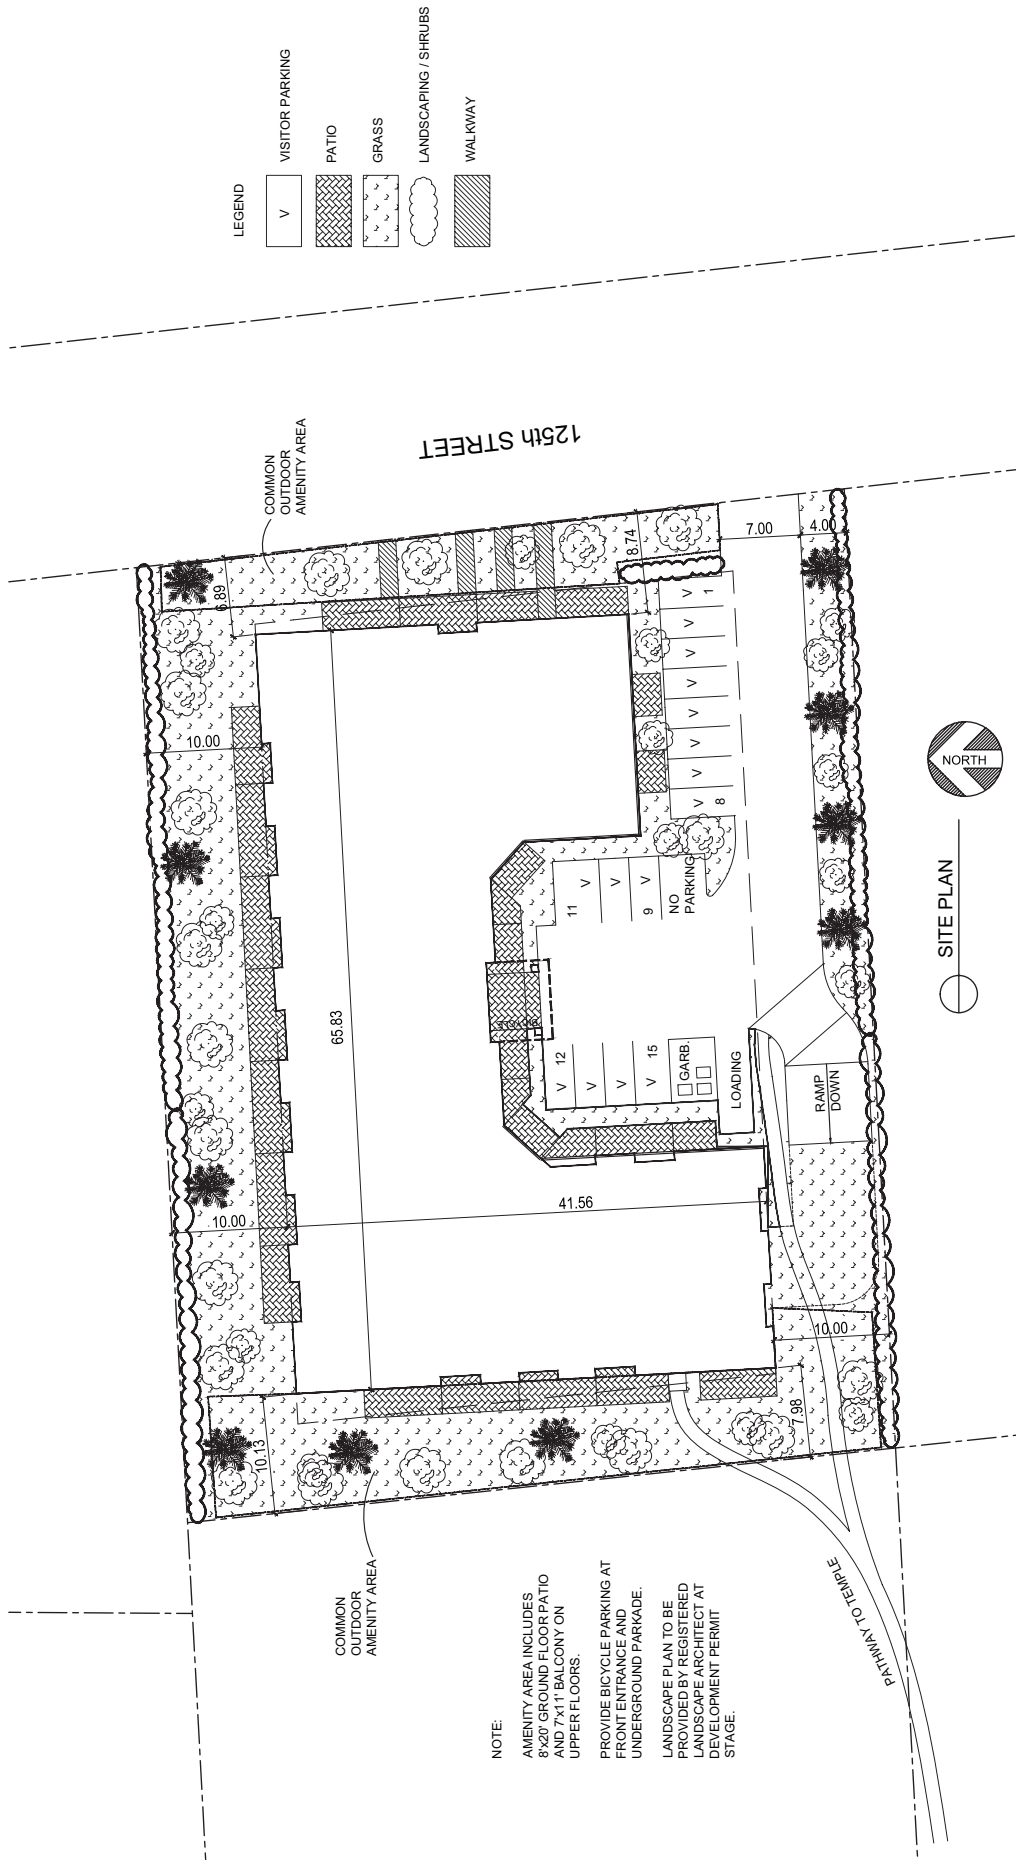 LEGEND
V
VISITOR PARKING
PATIO
GRASS
LANDSCAPING / SHRUBS
WALKWAY
125th STREET
COMMON
OUTDOOR
AMENITY AREA
6.89
8.74
7.00
4.00
10.00
65.83
V
1
V
V
V
V
V
V
V
8
11
V
V
9
V
NO
PARKING
BICYCLE
V
12
V
V
V
15
GARB.
LOADING
RAMP
DOWN
10.00
41.56
10.00
10.13
7.98
COMMON
OUTDOOR
AMENITY AREA
NOTE:
AMENITY AREA INCLUDES
8'x20' GROUND FLOOR PATIO
AND 7'x11' BALCONY ON
UPPER FLOORS.
PROVIDE BICYCLE PARKING AT
FRONT ENTRANCE AND
UNDERGROUND PARKADE.
LANDSCAPE PLAN TO BE
PROVIDED BY REGISTERED
LANDSCAPE ARCHITECT AT
DEVELOPMENT PERMIT
STAGE.
PATHWAY TO TEMPLE
SITE PLAN
NORTH